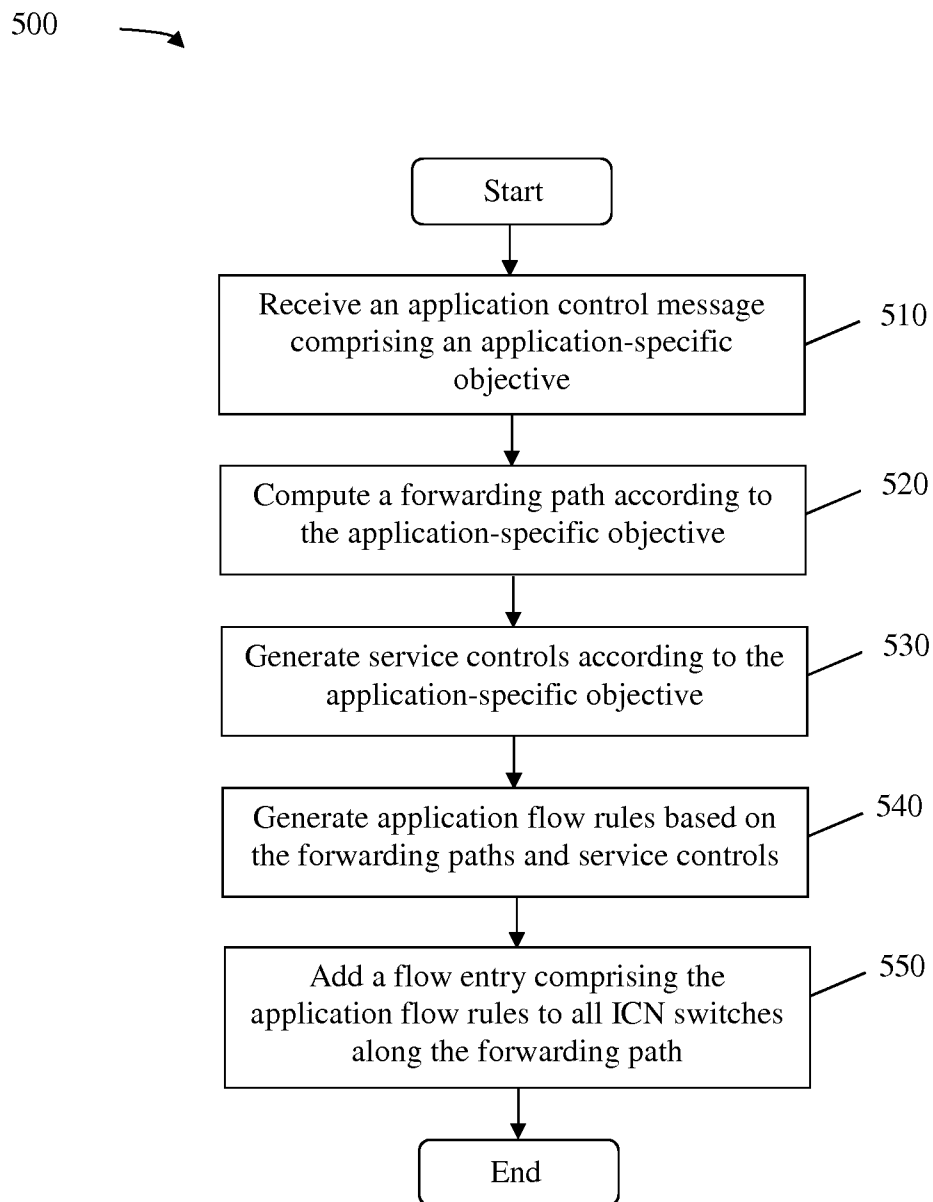 500
Start
Receive an application control message
comprising an application-specific
objective
510
Compute a forwarding path according to
the application-specific objective
520
Generate service controls according to the
application-specific objective
530
Generate application flow rules based on
the forwarding paths and service controls
540
Add a flow entry comprising the
application flow rules to all ICN switches
along the forwarding path
550
End